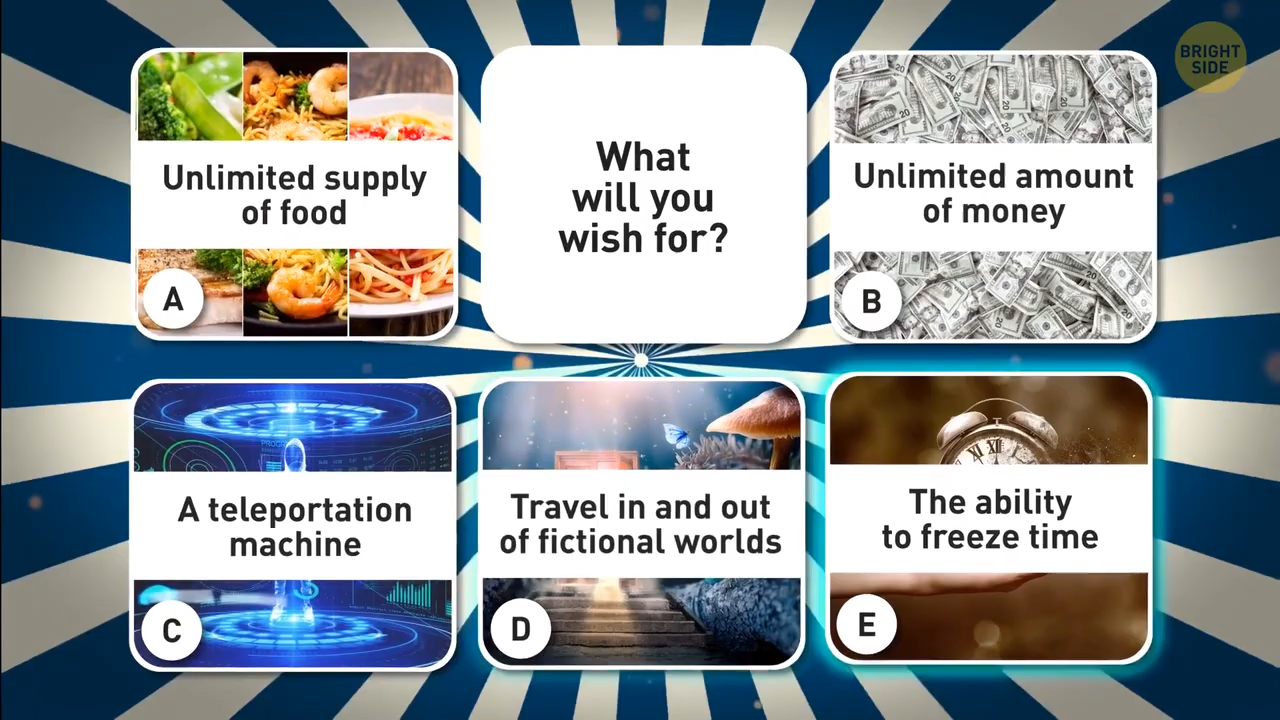 BRIGHT
SIDE
Unlimited supply
of food
A
What
will you
wish for?
Unlimited amount
of money
B
A teleportation
machine
C
Travel in and out
of fictional worlds
D
The ability
to freeze time
E